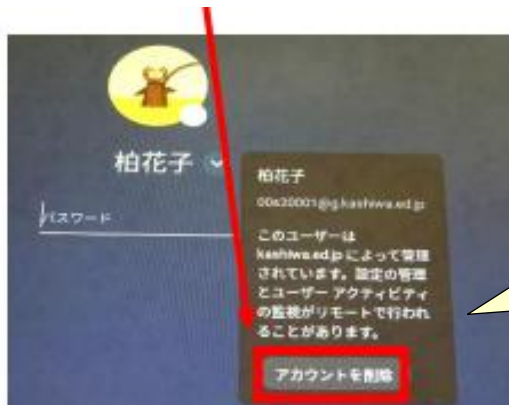 柏花子
パスワード
柏花子
00630001@g.kashiwa.ed.jp
このユーザーは
kashiwa.ed.jp によって管理
されています。設定の管理
とユーザー アクティビティ
の監視がリモートで行われ
ることがあります。
アカウントを削除